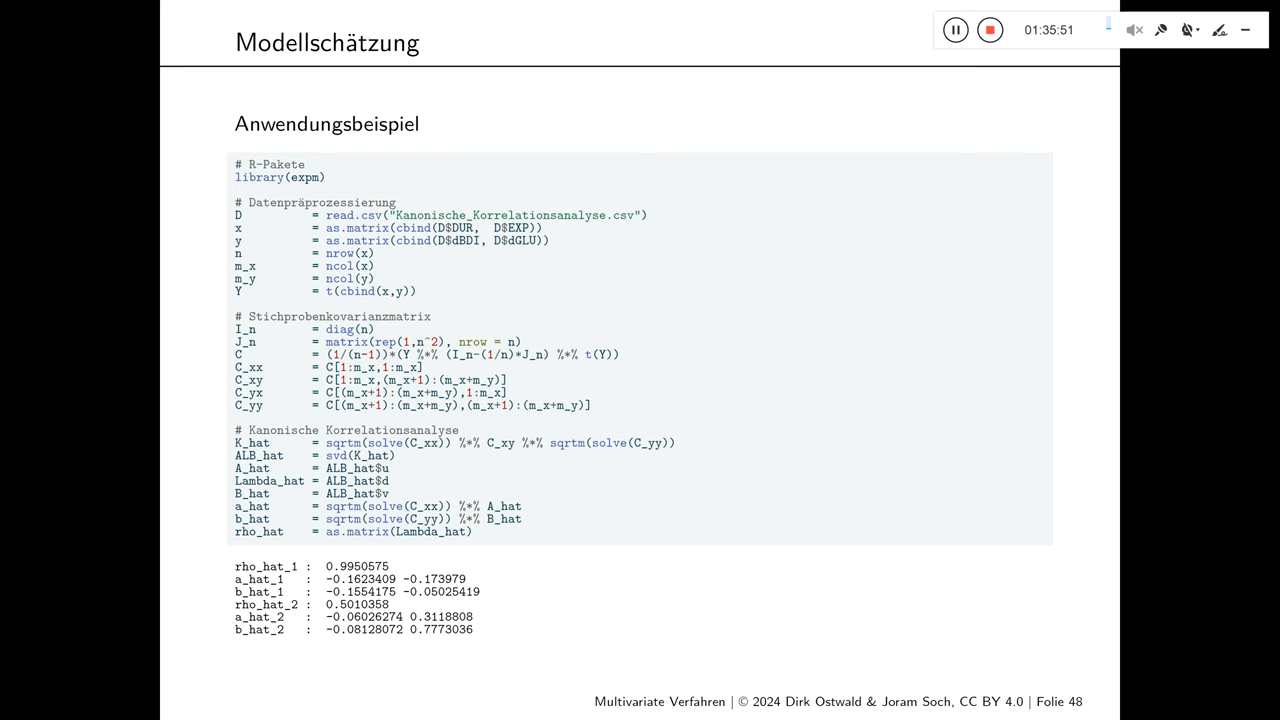 Modellschätzung
01:35:51
Anwendungsbeispiel
# R-Pakete
library(expm)
# Datenpräprozessierung
D = read.csv("Kanonische_Korrelationsanalyse.csv")
x = as.matrix(cbind(D$DUR, D$EXP))
y = as.matrix(cbind(D$dBDI, D$dGLU))
n = nrow(x)
m_x = ncol(x)
m_y = ncol(y)
Y = t(cbind(x,y))
# Stichprobenkovarianzmatrix
I_n = diag(n)
J_n = matrix(rep(1,n^2), nrow = n)
C = (1/(n-1))*(Y %*% (I_n-(1/n)*J_n) %*% t(Y))
C_xx = C[1:m_x,1:m_x]
C_xy = C[1:m_x,(m_x+1):(m_x+m_y)]
C_yx = C[(m_x+1):(m_x+m_y),1:m_x]
C_yy = C[(m_x+1):(m_x+m_y),(m_x+1):(m_x+m_y)]
# Kanonische Korrelationsanalyse
K_hat = sqrtm(solve(C_xx)) %*% C_xy %*% sqrtm(solve(C_yy))
ALB_hat = svd(K_hat)
A_hat = ALB_hat$u
Lambda_hat = ALB_hat$d
B_hat = ALB_hat$v
a_hat = sqrtm(solve(C_xx)) %*% A_hat
b_hat = sqrtm(solve(C_yy)) %*% B_hat
rho_hat = as.matrix(Lambda_hat)
rho_hat_1 : 0.9950575
a_hat_1 : -0.1623409 -0.173979
b_hat_1 : -0.1554175 -0.05025419
rho_hat_2 : 0.5010358
a_hat_2 : -0.06026274 0.3118808
b_hat_2 : -0.08128072 0.7773036
Multivariate Verfahren | © 2024 Dirk Ostwald & Joram Soch, CC BY 4.0 | Folie 48